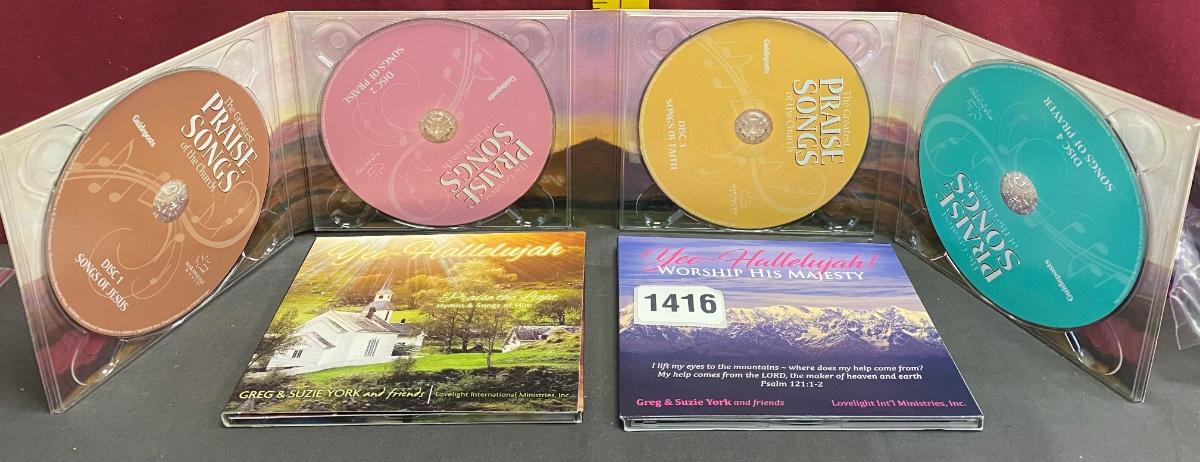 The Greatest
PRAISE
SONGS
of the Church
Guideposts
DISC 1
SONGS OF JESUS
DISC 2
SONGS OF PRAISE
Guideposts
PRAISE
SONGS
Guideposts
The Greatest
PRAISE
SONGS
of the Church
DISC 3
SONGS OF FAITH
DISC 4
SONGS OF PRAYER
PRAISE
SONGS
of the Church
Guideposts
Yee-Hallelujah
Praise the Light
Hymns & Songs of Him
GREG & SUZIE YORK and friends
Lovelight International Ministries, Inc.
Yee-Hallelujah!
WORSHIP HIS MAJESTY
1416
I lift my eyes to the mountains ~ where does my help come from?
My help comes from the LORD, the maker of heaven and earth
Psalm 121:1-2
Greg & Suzie York and friends
Lovelight Int'l Ministries, Inc.